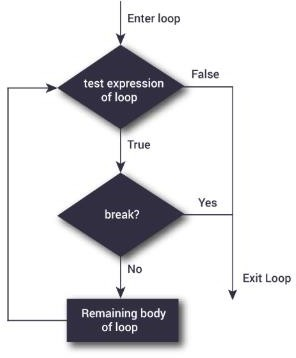 Enter loop
test expression
of loop
False
True
break?
Yes
No
Exit Loop
Remaining body
of loop